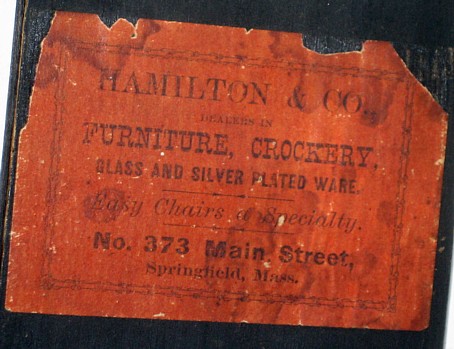 HAMILTON & CO.,
DEALERS IN
FURNITURE, CROCKERY,
GLASS AND SILVER PLATED WARE.
Easy Chairs a Specialty.
No. 373 Main Street,
Springfield, Mass.